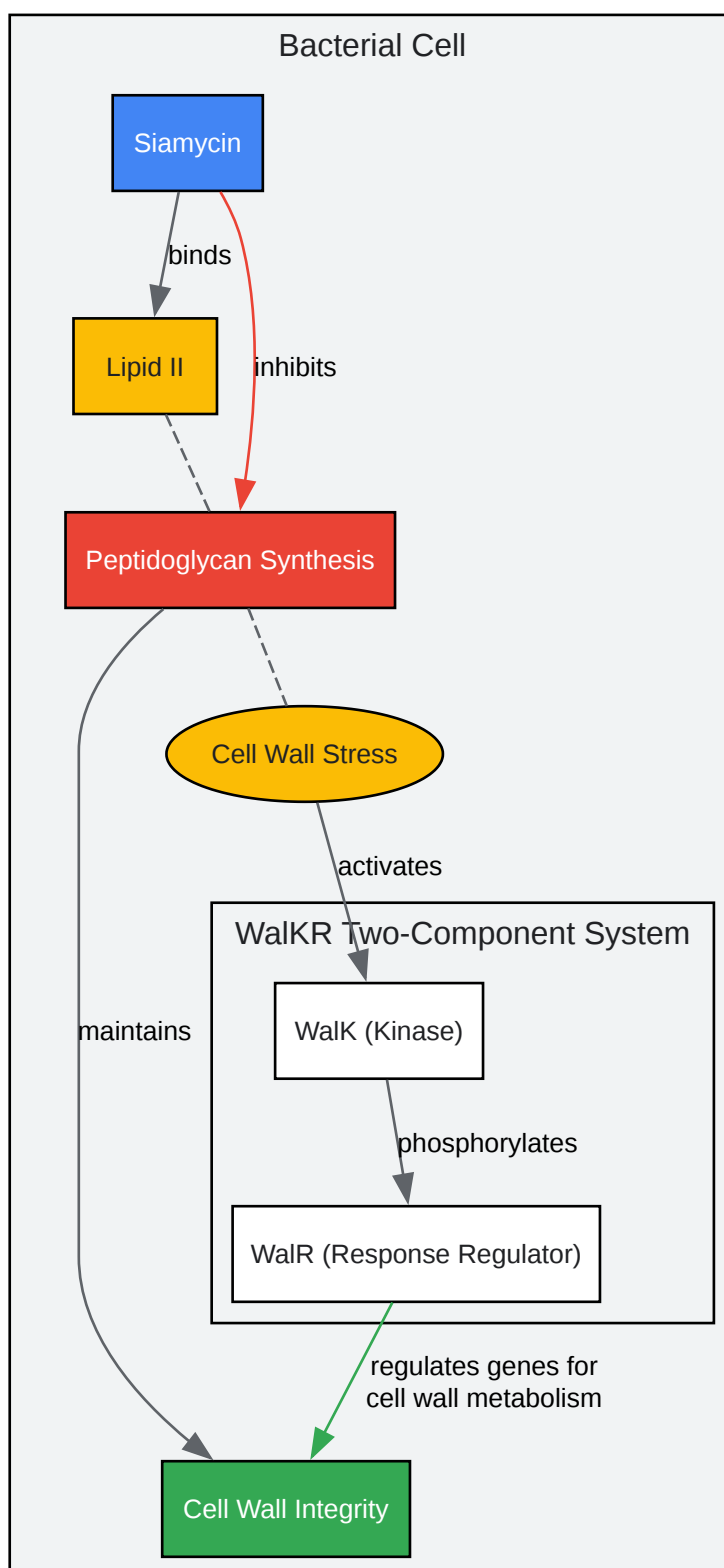 Bacterial Cell
Siamycin
binds
Lipid II
inhibits
Peptidoglycan Synthesis
Cell Wall Stress
activates
WalKR Two-Component System
WalK (Kinase)
maintains
phosphorylates
WalR (Response Regulator)
regulates genes for
cell wall metabolism
Cell Wall Integrity